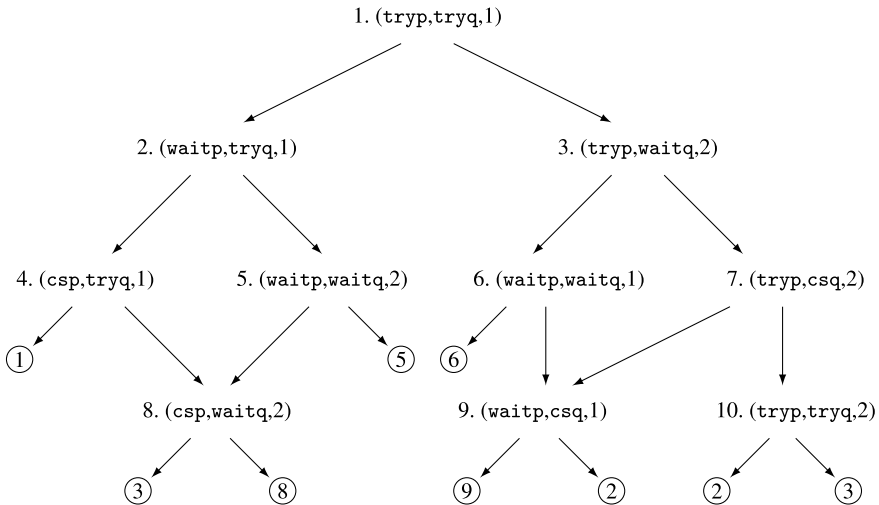 1. (tryp,tryq,1)
2. (waitp,tryq,1) 3. (tryp,waitq,2)
4. (csp,tryq,1) 5. (waitp,waitq,2) 6. (waitp,waitq,1) 7. (tryp,csq,2)
1 5 6
8. (csp,waitq,2) 9. (waitp,csq,1) 10. (tryp,tryq,2)
3 8 9 2 2 3